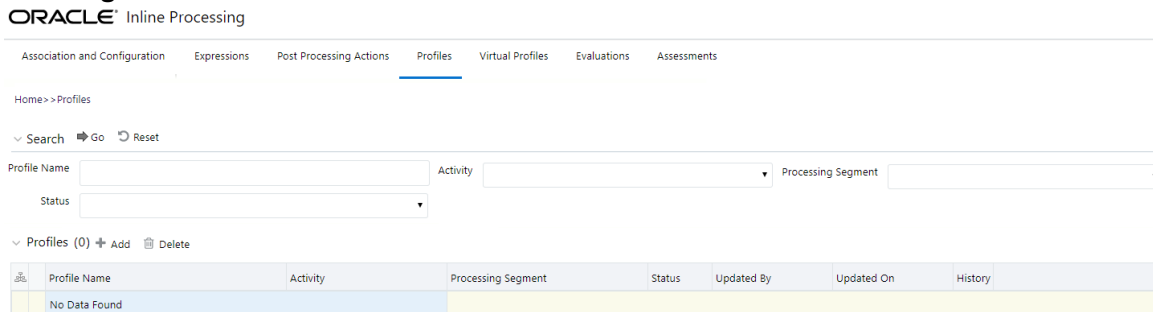 ORACLE® Inline Processing
Association and Configuration Expressions Post Processing Actions Profiles Virtual Profiles Evaluations Assessments
Home>>Profiles
Search Go Reset
Profile Name Activity Processing Segment
Status
Profiles (0) Add Delete
Profile Name Activity Processing Segment Status Updated By Updated On History
No Data Found